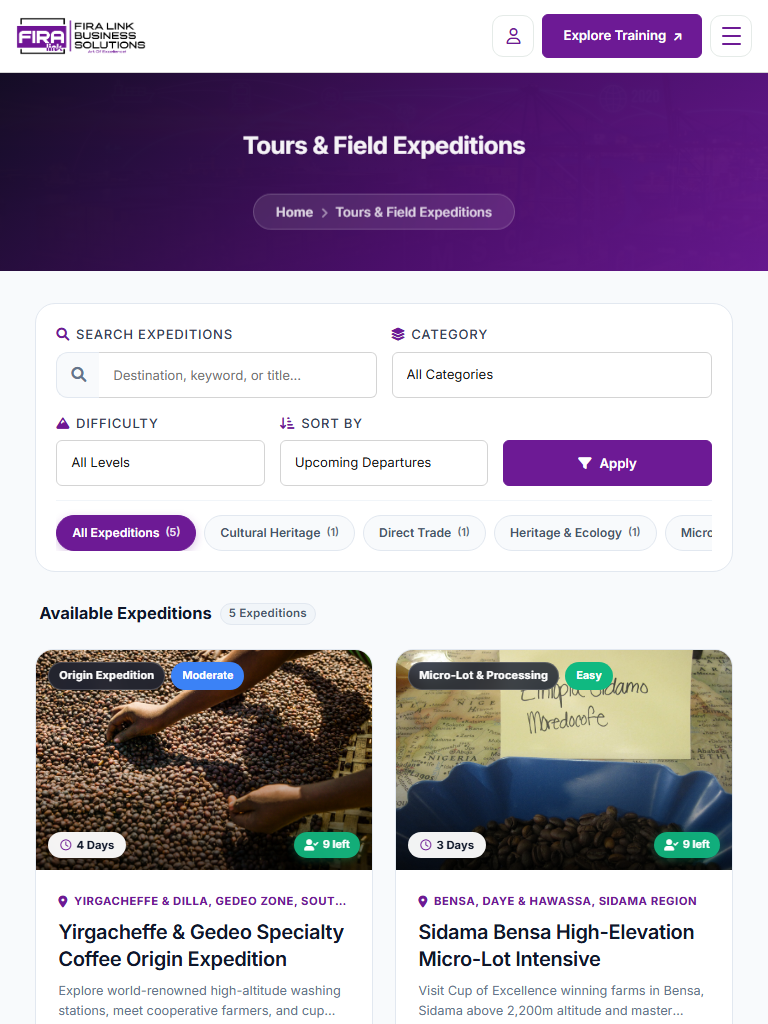 FIRA
link
FIRA LINK
BUSINESS
SOLUTIONS
Explore Training
Tours & Field Expeditions
Home > Tours & Field Expeditions
SEARCH EXPEDITIONS
CATEGORY
Destination, keyword, or title...
All Categories
DIFFICULTY
SORT BY
All Levels
Upcoming Departures
Apply
All Expeditions (5)
Cultural Heritage (1)
Direct Trade (1)
Heritage & Ecology (1)
Micro
Available Expeditions
5 Expeditions
Origin Expedition
Moderate
4 Days
9 left
YIRGACHEFFE & DILLA, GEDEO ZONE, SOUT...
Yirgacheffe & Gedeo Specialty
Coffee Origin Expedition
Explore world-renowned high-altitude washing
stations, meet cooperative farmers, and cup...
Micro-Lot & Processing
Easy
Ethiopia Sidamo
Moredocofe
NIGERIA
Lagos
3 Days
9 left
BENSA, DAYE & HAWASSA, SIDAMA REGION
Sidama Bensa High-Elevation
Micro-Lot Intensive
Visit Cup of Excellence winning farms in Bensa,
Sidama above 2,200m altitude and master...